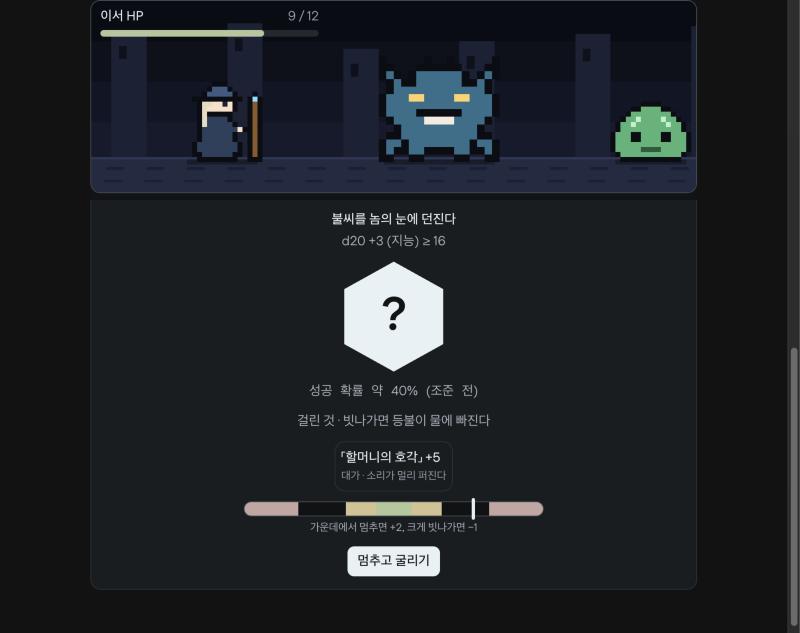 이서 HP
9 / 12
불씨를 놈의 눈에 던진다
d20 +3 (지능) ≥ 16
?
성공 확률 약 40% (조준 전)
걸린 것 · 빗나가면 등불이 물에 빠진다
「할머니의 호각」 +5
대가 · 소리가 멀리 퍼진다
가운데에서 멈추면 +2, 크게 빗나가면 −1
멈추고 굴리기